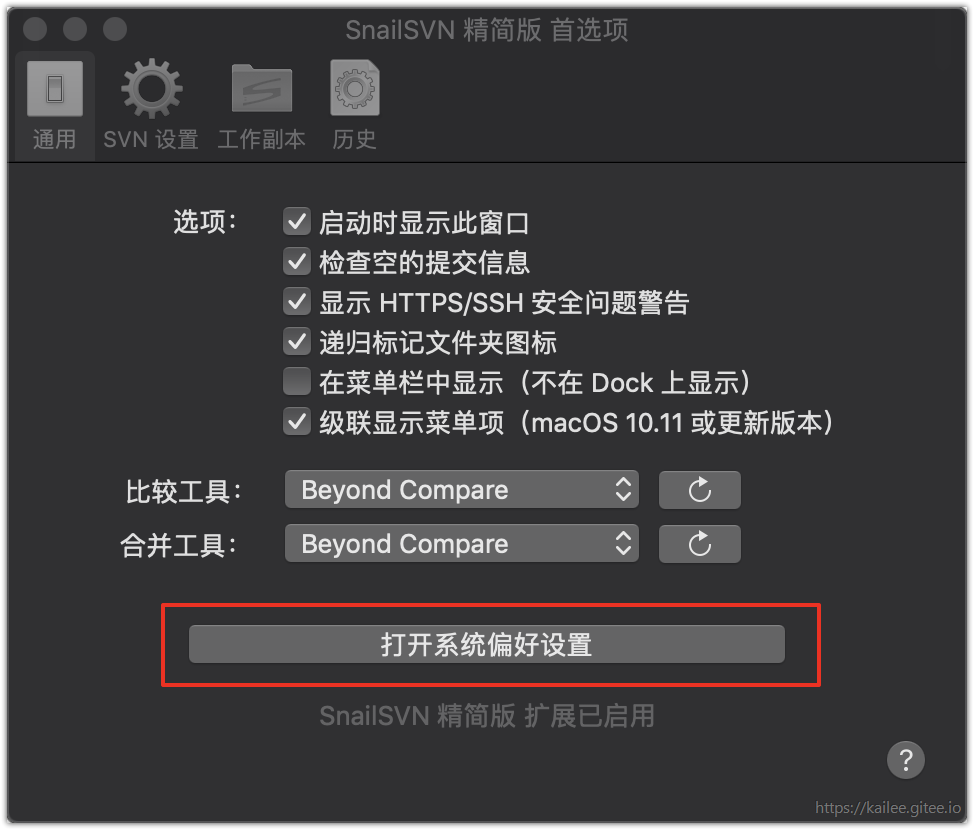 SnailSVN 精简版 首选项
通用 SVN 设置 工作副本 历史
选项：
启动时显示此窗口
检查空的提交信息
显示 HTTPS/SSH 安全问题警告
递归标记文件夹图标
在菜单栏中显示（不在 Dock 上显示）
级联显示菜单项（macOS 10.11 或更新版本）
比较工具： Beyond Compare
合并工具： Beyond Compare
打开系统偏好设置
SnailSVN 精简版 扩展已启用
?
https://kailee.gitee.io